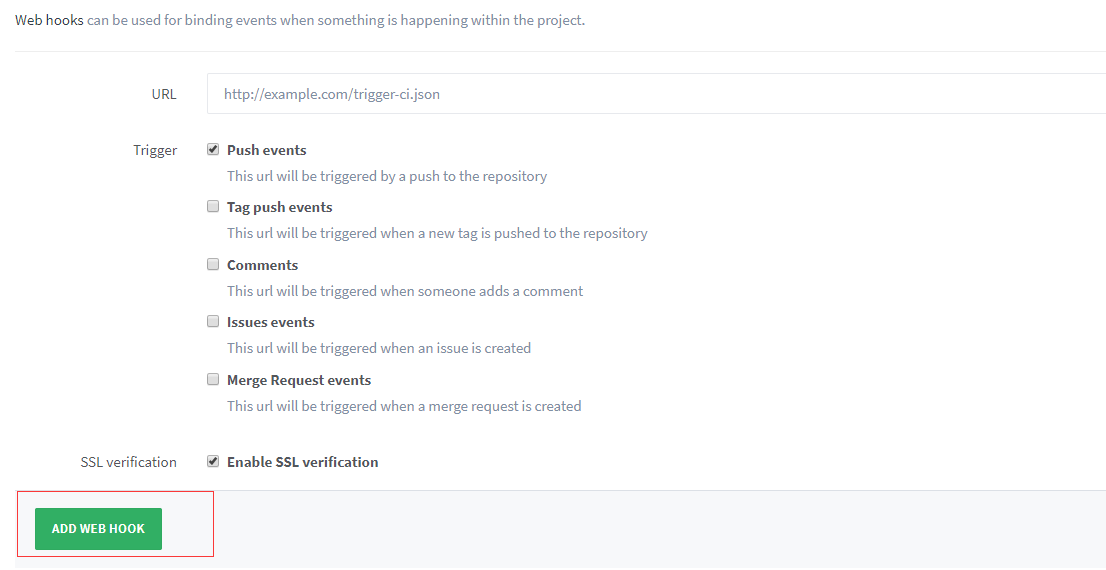 Web hooks can be used for binding events when something is happening within the project.
URL
http://example.com/trigger-ci.json
Trigger
Push events
This url will be triggered by a push to the repository
Tag push events
This url will be triggered when a new tag is pushed to the repository
Comments
This url will be triggered when someone adds a comment
Issues events
This url will be triggered when an issue is created
Merge Request events
This url will be triggered when a merge request is created
SSL verification
Enable SSL verification
ADD WEB HOOK